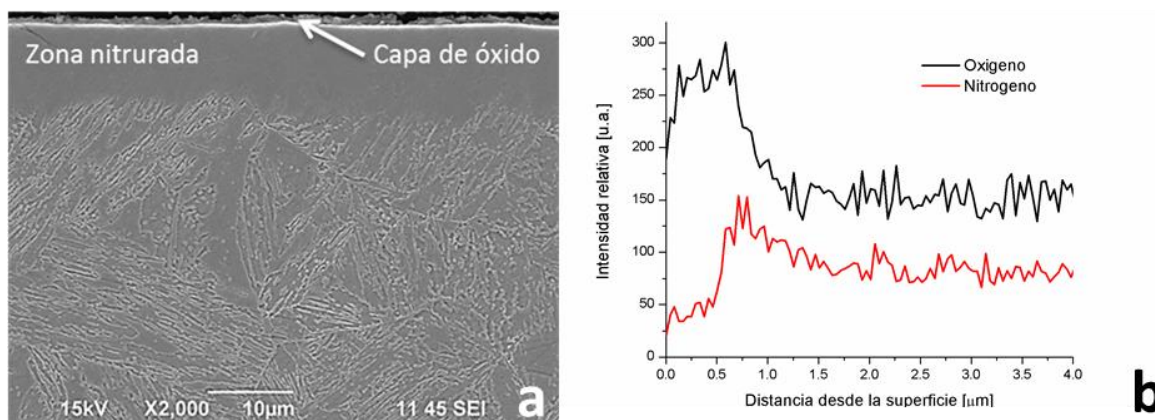 Zona nitrurada
Capa de óxido
15kV X2,000 10μm 11 45 SEI
a
Oxígeno
Nitrogeno
Intensidad relativa [u.a.]
300
250
200
150
100
50
0
0.0 0.5 1.0 1.5 2.0 2.5 3.0 3.5 4.0
Distancia desde la superficie [μm]
b